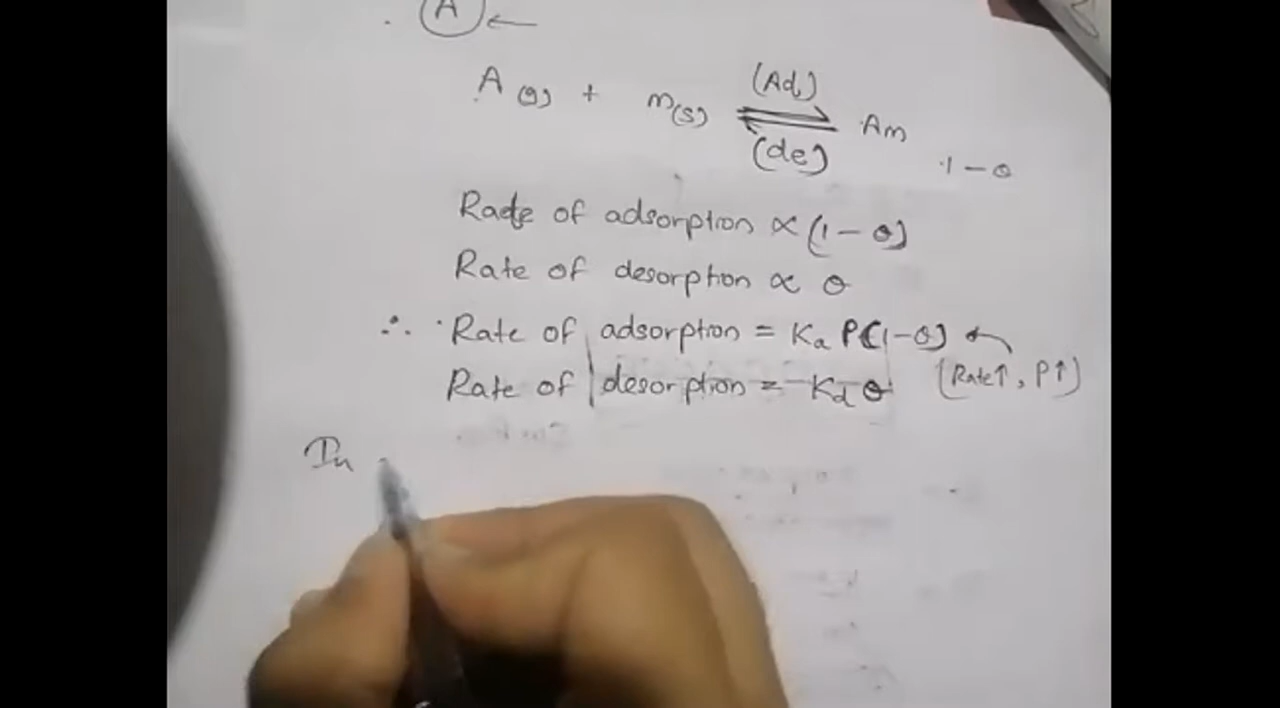 A ←
A (g) + m(s) ⇌ Am
(Ad)
(de)
1 - θ
Rate of adsorption ∝ (1 - θ)
Rate of desorption ∝ θ
∴ Rate of adsorption = Ka P(1-θ) ←
Rate of desorption = Kd θ (Rate↑, P↑)
In